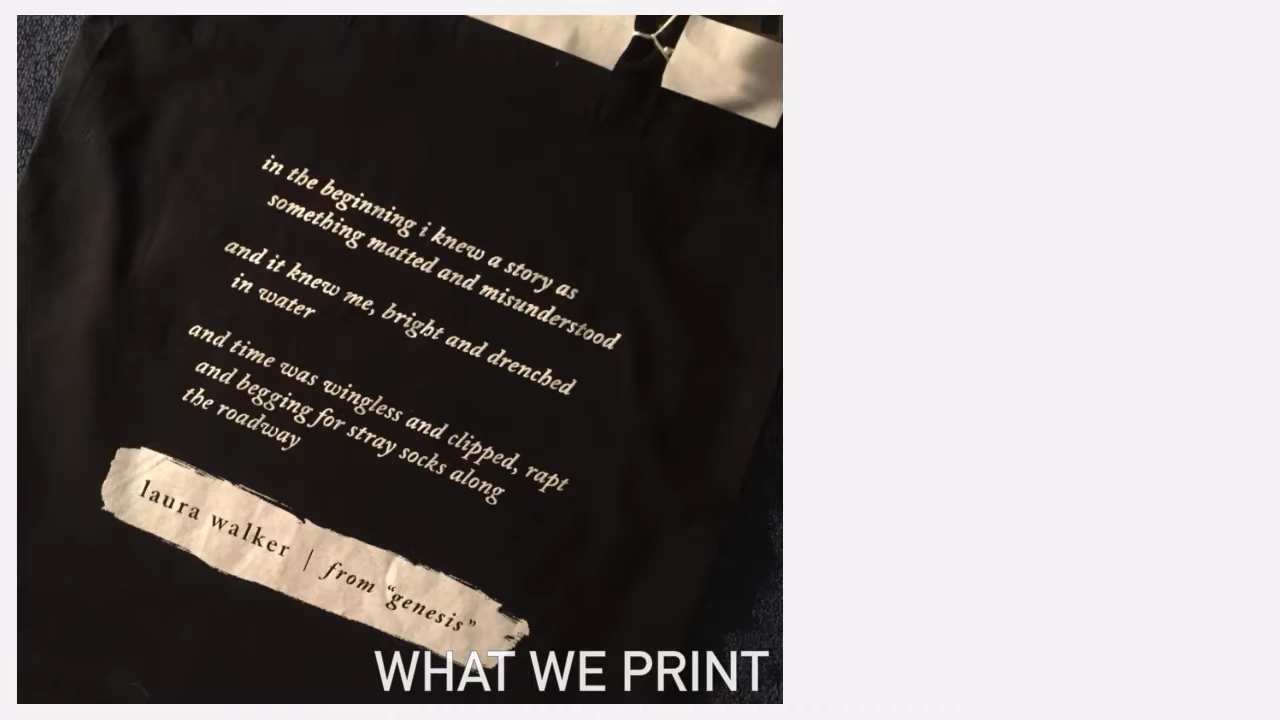 in the beginning i knew a story as
something matted and misunderstood
and it knew me, bright and drenched
in water
and time was wingless and clipped, rapt
and begging for stray socks along
the roadway
laura walker | from “genesis”
WHAT WE PRINT